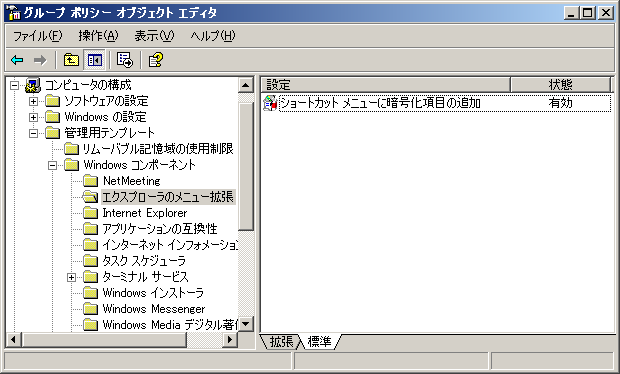 グループ ポリシー オブジェクト エディタ
ファイル(F) 操作(A) 表示(V) ヘルプ(H)
コンピュータの構成
ソフトウェアの設定
Windows の設定
管理用テンプレート
リムーバブル記憶域の使用制限
Windows コンポーネント
NetMeeting
エクスプローラのメニュー拡張
Internet Explorer
アプリケーションの互換性
インターネット インフォメーション
タスク スケジューラ
ターミナル サービス
Windows インストーラ
Windows Messenger
Windows Media デジタル著作
設定 状態
ショートカット メニューに暗号化項目の追加 有効
拡張 標準